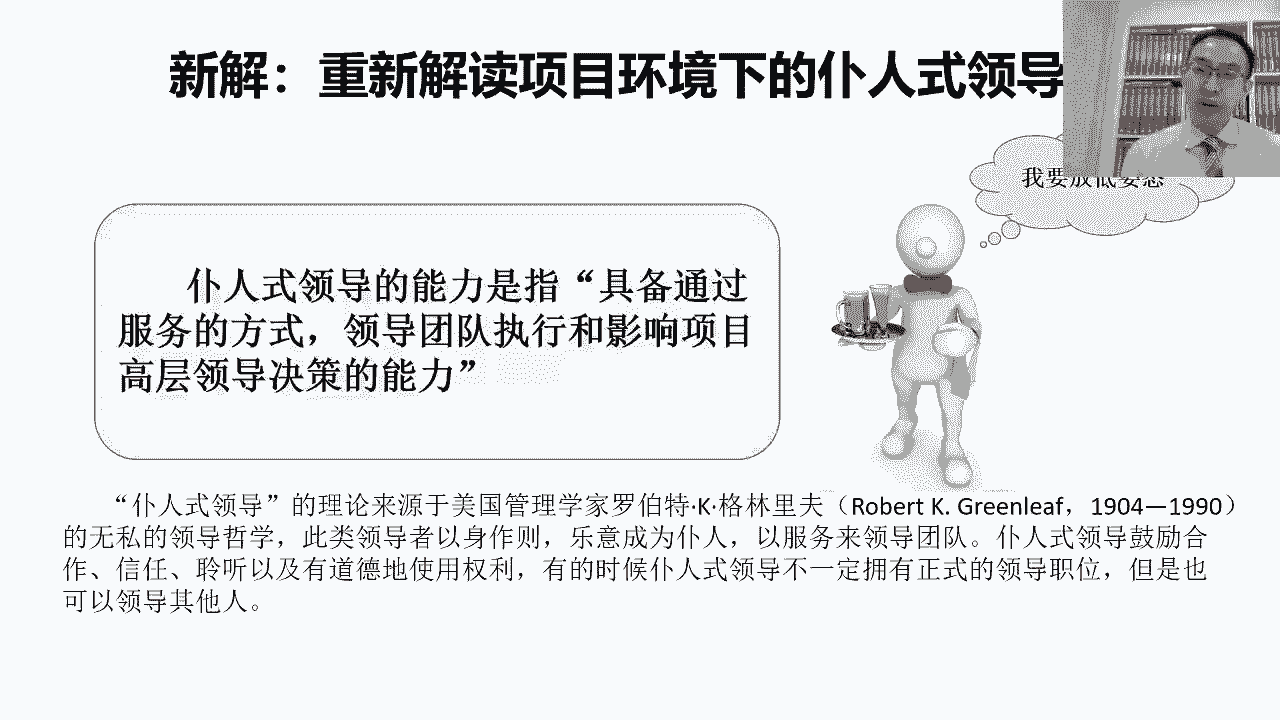 新解：重新解读项目环境下的仆人式领导
我要放低姿态
仆人式领导的能力是指“具备通过
服务的方式，领导团队执行和影响项目
高层领导决策的能力”
“仆人式领导”的理论来源于美国管理学家罗伯特·K·格林里夫（Robert K. Greenleaf，1904—1990）
的无私的领导哲学，此类领导者以身作则，乐意成为仆人，以服务来领导团队。仆人式领导鼓励合
作、信任、聆听以及有道德地使用权利，有的时候仆人式领导不一定拥有正式的领导职位，但是也
可以领导其他人。